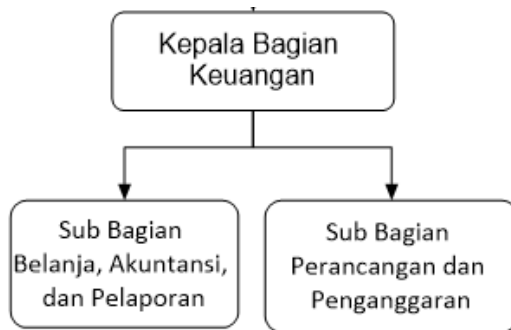 Kepala Bagian
Keuangan
Sub Bagian
Belanja, Akuntansi,
dan Pelaporan
Sub Bagian
Perancangan dan
Penganggaran